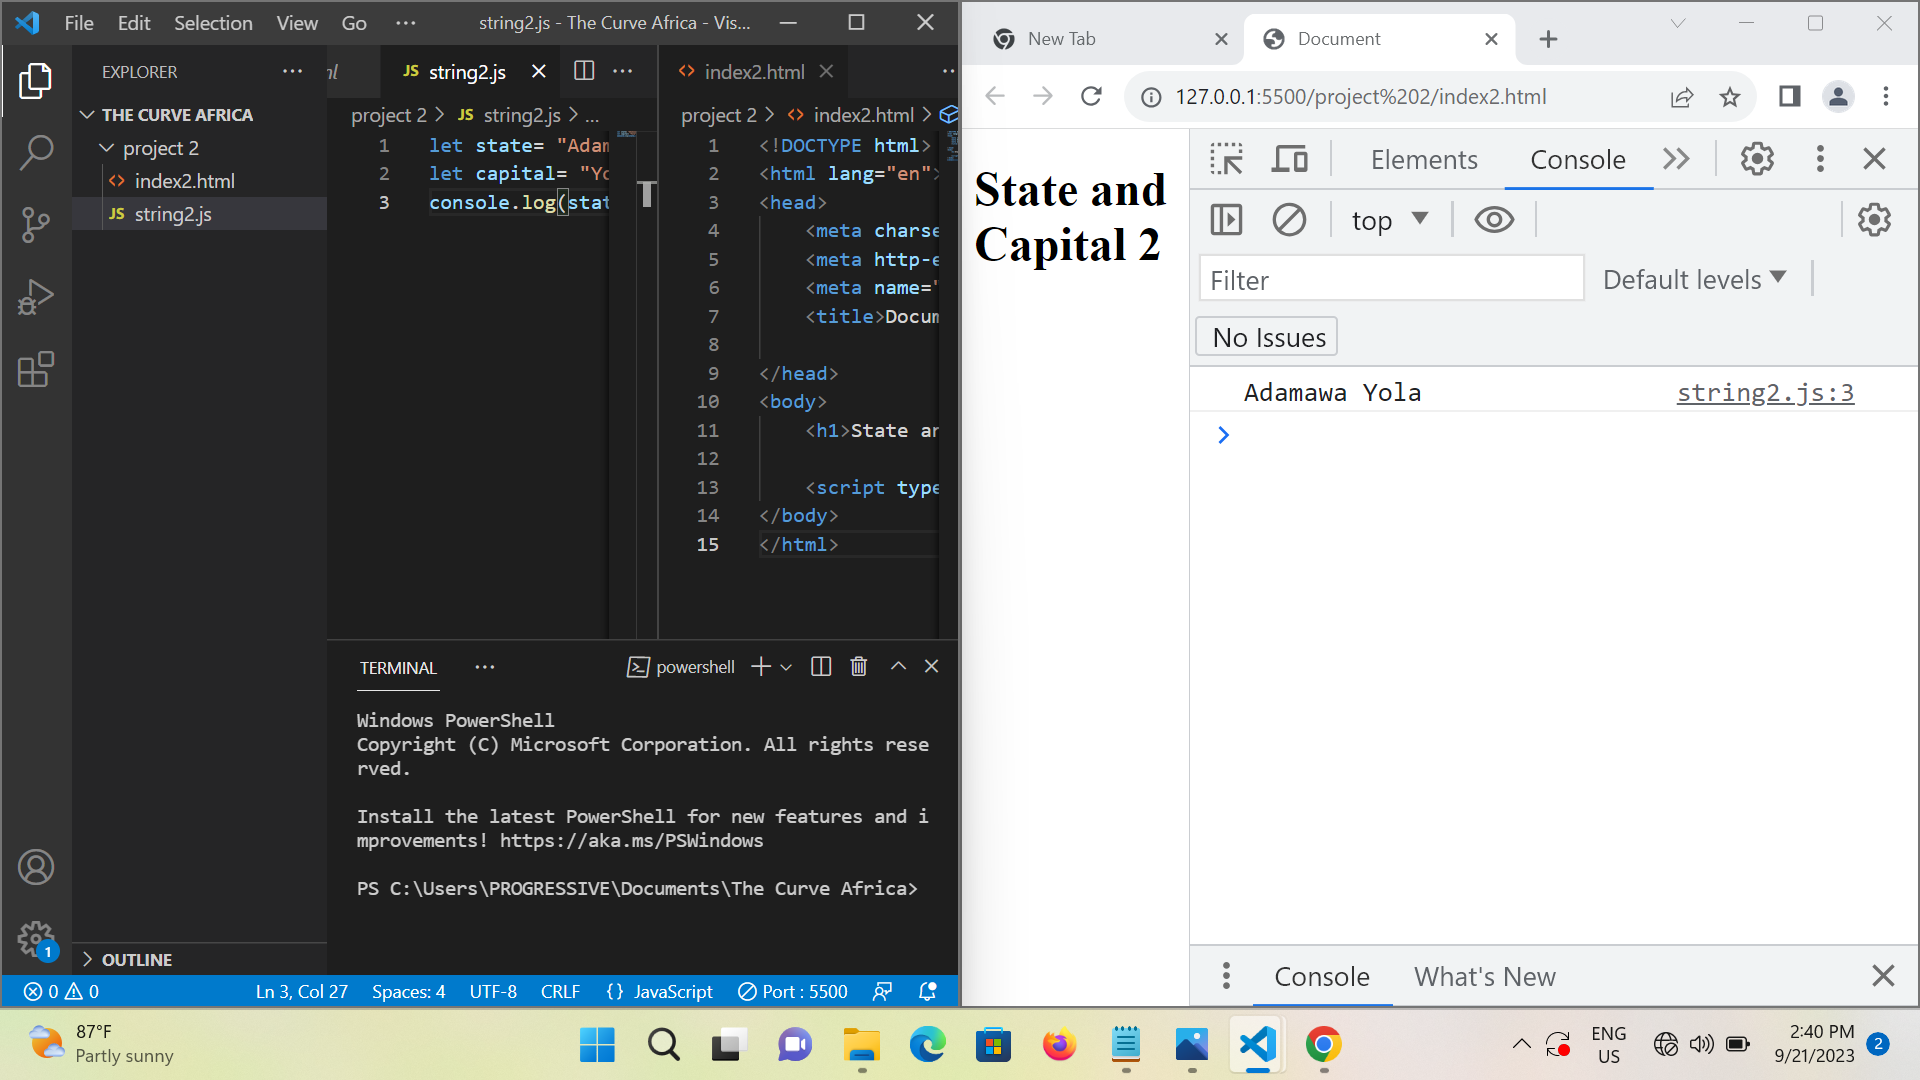 File Edit Selection View Go ··· string2.js - The Curve Africa - Vis...
EXPLORER
THE CURVE AFRICA
project 2
index2.html
JS string2.js
OUTLINE
JS string2.js
project 2 > JS string2.js > ...
1 let state= "Adam
2 let capital= "Yo
3 console.log(stat
index2.html
project 2 > index2.html >
1 <!DOCTYPE html>
2 <html lang="en">
3 <head>
4 <meta charse
5 <meta http-e
6 <meta name="
7 <title>Docum
8
9 </head>
10 <body>
11 <h1>State an
12
13 <script type
14 </body>
15 </html>
TERMINAL ··· powershell
Windows PowerShell
Copyright (C) Microsoft Corporation. All rights rese
rved.
Install the latest PowerShell for new features and i
mprovements! https://aka.ms/PSWindows
PS C:\Users\PROGRESSIVE\Documents\The Curve Africa>
1
0 0 Ln 3, Col 27 Spaces: 4 UTF-8 CRLF {} JavaScript Port : 5500
New Tab
Document
127.0.0.1:5500/project%202/index2.html
State and
Capital 2
Elements Console
top
Filter Default levels
No Issues
Adamawa Yola string2.js:3
Console What's New
87°F
Partly sunny
ENG
US
2:40 PM
9/21/2023
2